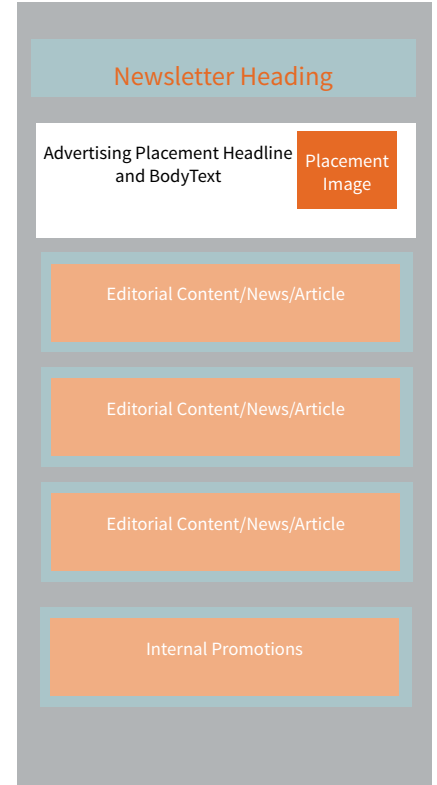 Newsletter Heading
Advertising Placement Headline
and BodyText
Placement
Image
Editorial Content/News/Article
Editorial Content/News/Article
Editorial Content/News/Article
Internal Promotions